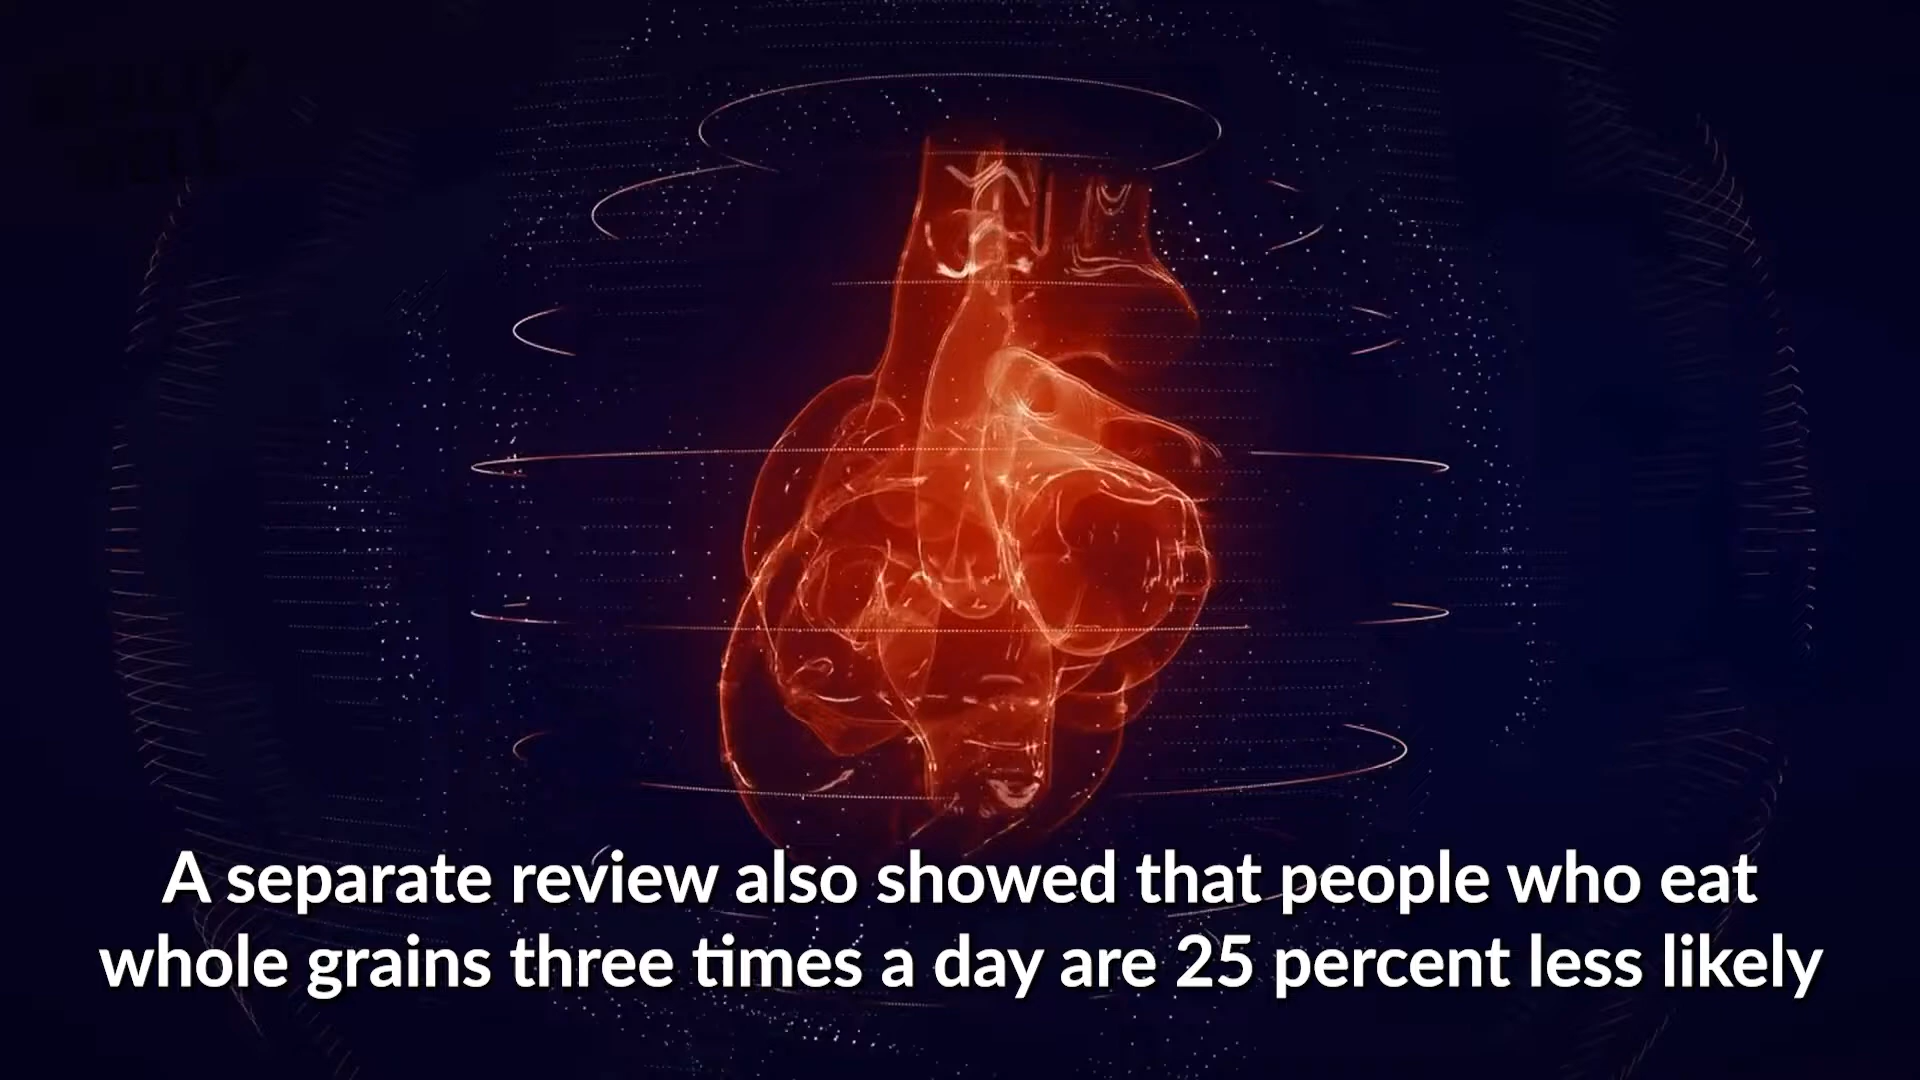 A separate review also showed that people who eat
whole grains three times a day are 25 percent less likely